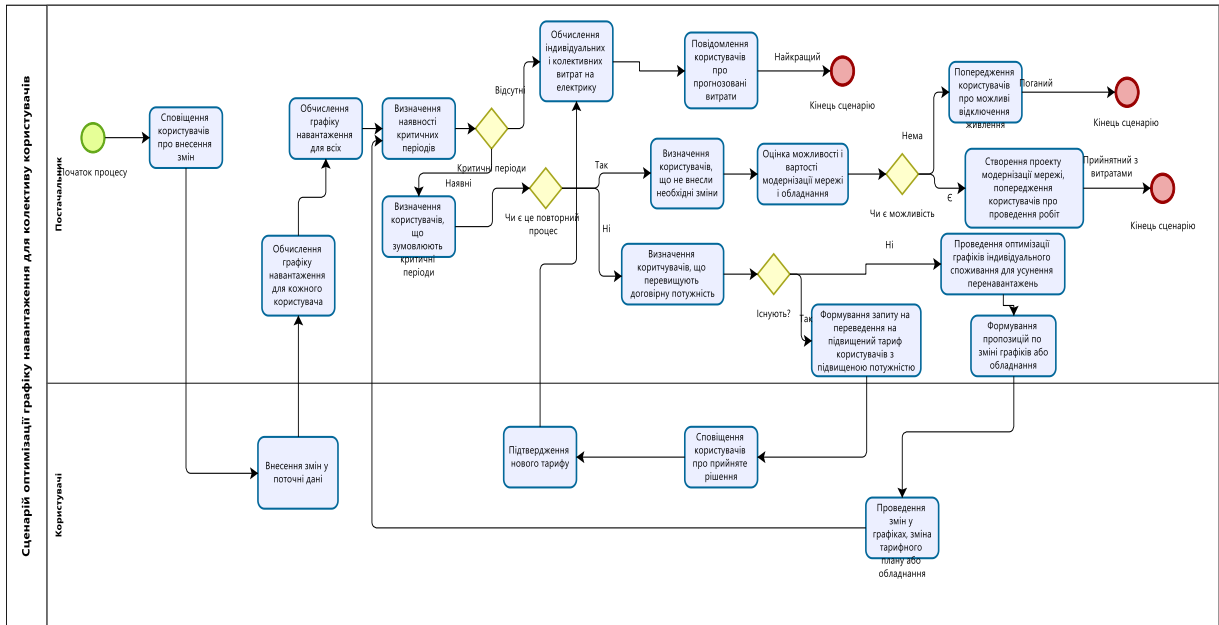 Сценарій оптимізації графіку навантаження для колективу користувачів
Постачальник
Користувачі
Початок процесу
Сповіщення
користувачів
про внесення
змін
Внесення змін у
поточні дані
Обчислення
графіку
навантаження
для кожного
користувача
Обчислення
графіку
навантаження
для всіх
Визначення
наявності
критичних
періодів
Критичні періоди
Відсутні
Наявні
Обчислення
індивідуальних
і колективних
витрат на
електрику
Повідомлення
користувачів
про
прогнозовані
витрати
Найкращий
Кінець сценарію
Визначення
користувачів,
що
зумовлюють
критичні
періоди
Чи є це повторний
процес
Так
Ні
Визначення
користувачів,
що не внесли
необхідні зміни
Оцінка можливості і
вартості
модернізації мережі
і обладнання
Чи є можливість
Нема
Є
Попередження
користувачів
про можливі
відключення
живлення
Поганий
Кінець сценарію
Створення проекту
модернізації мережі,
попередження
користувачів про
проведення робіт
Прийнятний з
витратами
Кінець сценарію
Визначення
коритчувачів, що
перевищують
договірну потужність
Існують?
Ні
Так
Проведення оптимізації
графіків індивідуального
споживання для усунення
перенавантажень
Формування запиту на
переведення на
підвищений тариф
користувачів з
підвищеною потужністю
Формування
пропозицій по
зміні графіків або
обладнання
Підтвердження
нового тарифу
Сповіщення
користувачів
про прийняте
рішення
Проведення
змін у
графіках, зміна
тарифного
плану або
обладнання